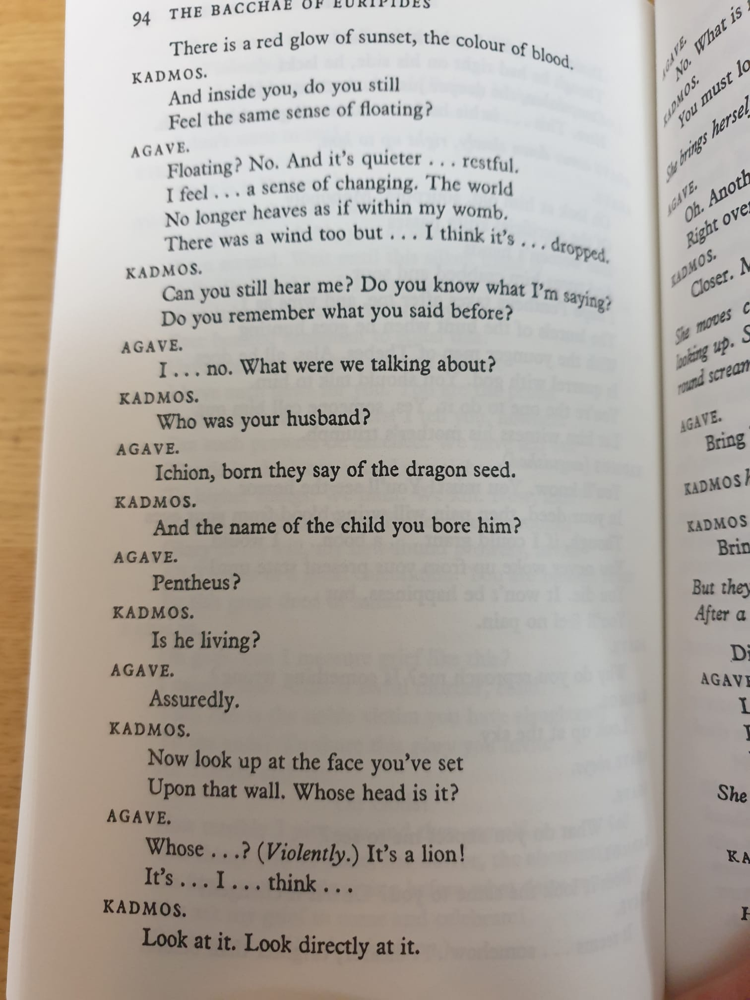 94 THE BACCHAE OF EURIPIDES
There is a red glow of sunset, the colour of blood.
KADMOS.
And inside you, do you still
Feel the same sense of floating?
AGAVE.
Floating? No. And it's quieter . . . restful.
I feel . . . a sense of changing. The world
No longer heaves as if within my womb.
There was a wind too but . . . I think it's . . . dropped.
KADMOS.
Can you still hear me? Do you know what I'm saying?
Do you remember what you said before?
AGAVE.
I . . . no. What were we talking about?
KADMOS.
Who was your husband?
AGAVE.
Ichion, born they say of the dragon seed.
KADMOS.
And the name of the child you bore him?
AGAVE.
Pentheus?
KADMOS.
Is he living?
AGAVE.
Assuredly.
KADMOS.
Now look up at the face you've set
Upon that wall. Whose head is it?
AGAVE.
Whose . . .? (Violently.) It's a lion!
It's . . . I . . . think . . .
KADMOS.
Look at it. Look directly at it.
AGAVE.
No. What is
KADMOS.
You must
She brings
AGAVE.
Oh.
Right
KADMOS.
Closer.
She moves
looking up.
round
AGAVE.
Bring
KADMOS
KADMOS
But they
After a
She